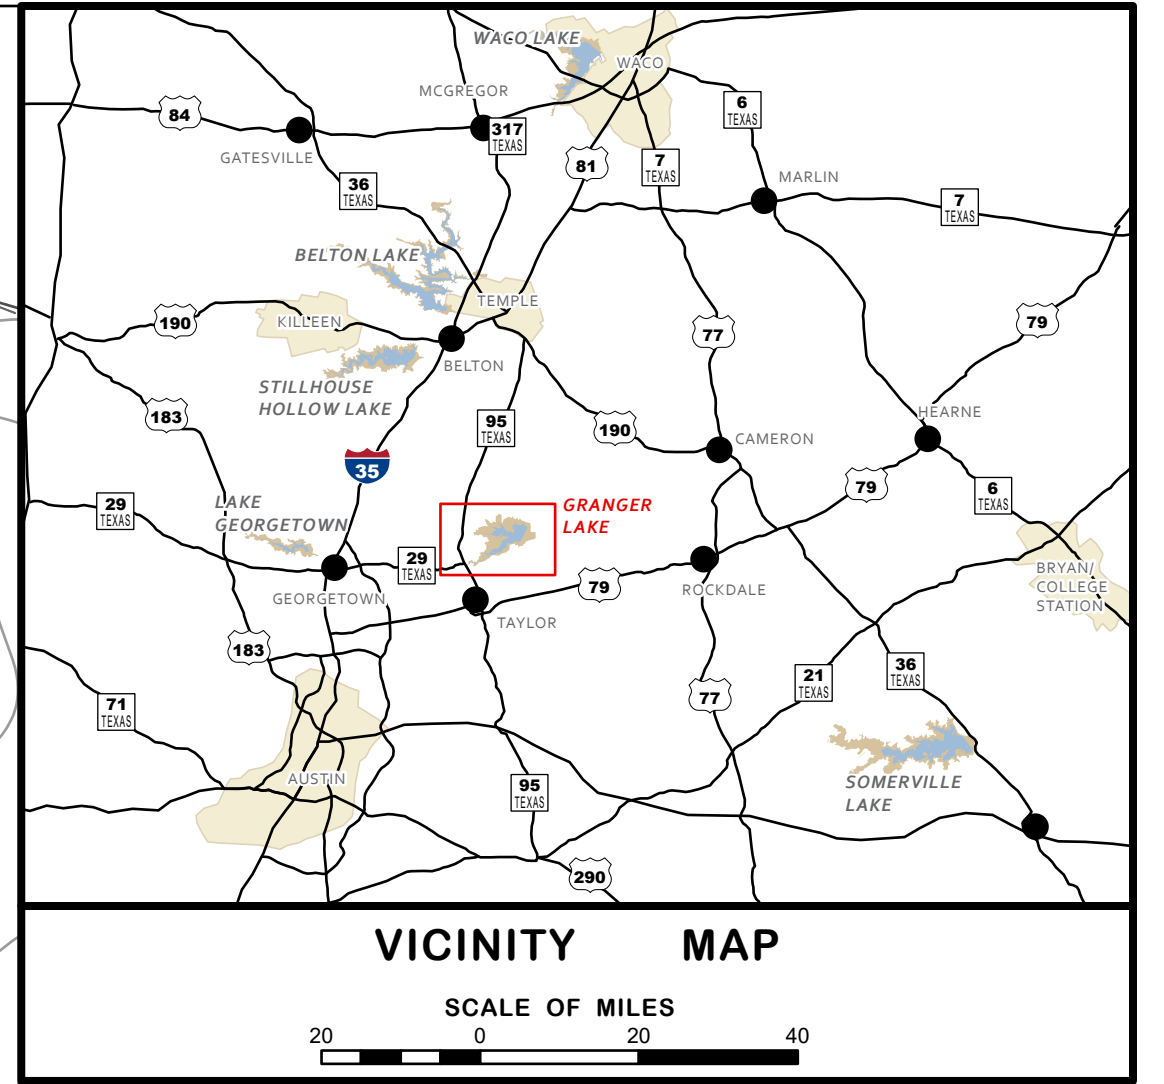 WACO LAKE
WACO
MCGREGOR
6
TEXAS
84
317
TEXAS
GATESVILLE
81
7
TEXAS
MARLIN
36
TEXAS
7
TEXAS
BELTON LAKE
TEMPLE
190
KILLEEN
77
79
BELTON
STILLHOUSE
HOLLOW LAKE
183
95
TEXAS
190
HEARNE
CAMERON
35
79
6
TEXAS
29
TEXAS
LAKE
GEORGETOWN
GRANGER
LAKE
29
TEXAS
79
ROCKDALE
BRYAN/
COLLEGE
STATION
GEORGETOWN
TAYLOR
183
21
TEXAS
36
TEXAS
71
TEXAS
77
AUSTIN
95
TEXAS
SOMERVILLE
LAKE
290
VICINITY MAP
SCALE OF MILES
20 0 20 40